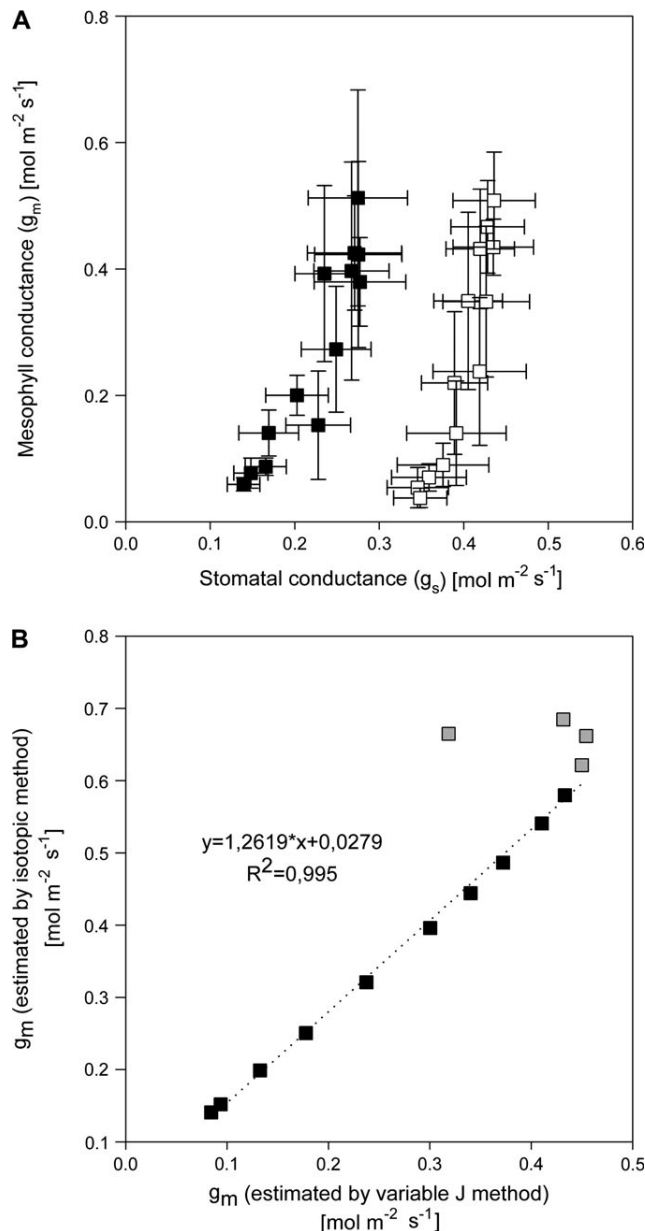 A
0.8
0.6
0.4
0.2
0.0
Mesophyll conductance (gₘ) [mol m⁻² s⁻¹]
0.0 0.1 0.2 0.3 0.4 0.5 0.6
Stomatal conductance (gₛ) [mol m⁻² s⁻¹]
B
0.8
0.7
0.6
0.5
0.4
0.3
0.2
0.1
gₘ (estimated by isotopic method)
[mol m⁻² s⁻¹]
y=1,2619*x+0,0279
R²=0,995
0.0 0.1 0.2 0.3 0.4 0.5
gₘ (estimated by variable J method)
[mol m⁻² s⁻¹]